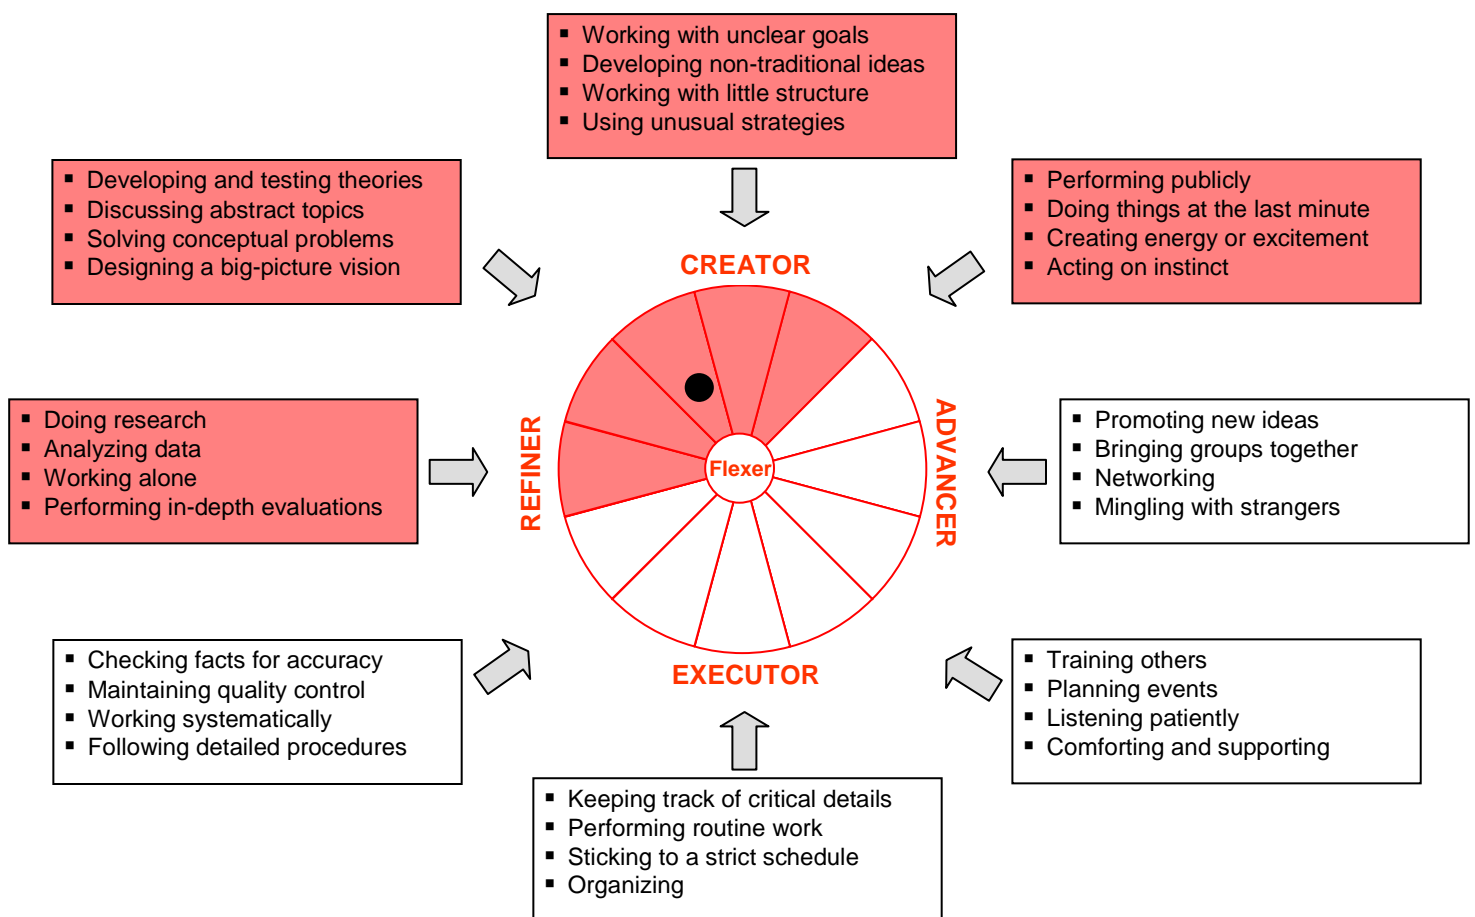 ▪ Working with unclear goals
▪ Developing non-traditional ideas
▪ Working with little structure
▪ Using unusual strategies
▪ Developing and testing theories
▪ Discussing abstract topics
▪ Solving conceptual problems
▪ Designing a big-picture vision
▪ Performing publicly
▪ Doing things at the last minute
▪ Creating energy or excitement
▪ Acting on instinct
CREATOR
▪ Doing research
▪ Analyzing data
▪ Working alone
▪ Performing in-depth evaluations
REFINER
Flexer
ADVANCER
▪ Promoting new ideas
▪ Bringing groups together
▪ Networking
▪ Mingling with strangers
EXECUTOR
▪ Checking facts for accuracy
▪ Maintaining quality control
▪ Working systematically
▪ Following detailed procedures
▪ Training others
▪ Planning events
▪ Listening patiently
▪ Comforting and supporting
▪ Keeping track of critical details
▪ Performing routine work
▪ Sticking to a strict schedule
▪ Organizing